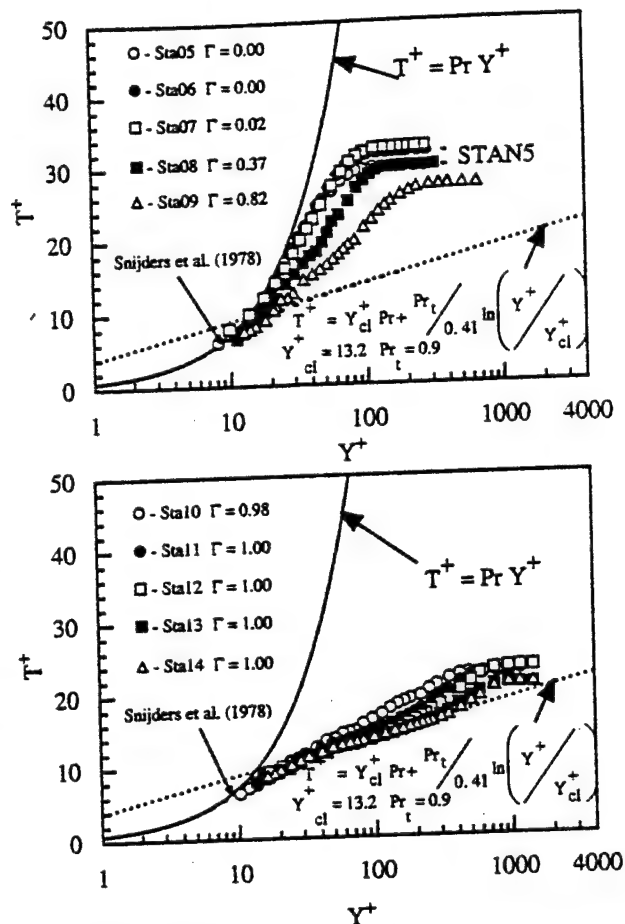 50
40
30
20
10
0
T+
○ - Sta05 Γ = 0.00
● - Sta06 Γ = 0.00
□ - Sta07 Γ = 0.02
■ - Sta08 Γ = 0.37
△ - Sta09 Γ = 0.82
T+ = Pr Y+
STAN5
Snijders et al. (1978)
T+ = Y+cl Pr + Prt/0.41 ln(Y+/Y+cl)
Y+cl = 13.2 Prt = 0.9
1 10 100 1000 4000
Y+
50
40
30
20
10
0
T+
○ - Sta10 Γ = 0.98
● - Sta11 Γ = 1.00
□ - Sta12 Γ = 1.00
■ - Sta13 Γ = 1.00
△ - Sta14 Γ = 1.00
T+ = Pr Y+
Snijders et al. (1978)
T+ = Y+cl Pr + Prt/0.41 ln(Y+/Y+cl)
Y+cl = 13.2 Prt = 0.9
1 10 100 1000 4000
Y+